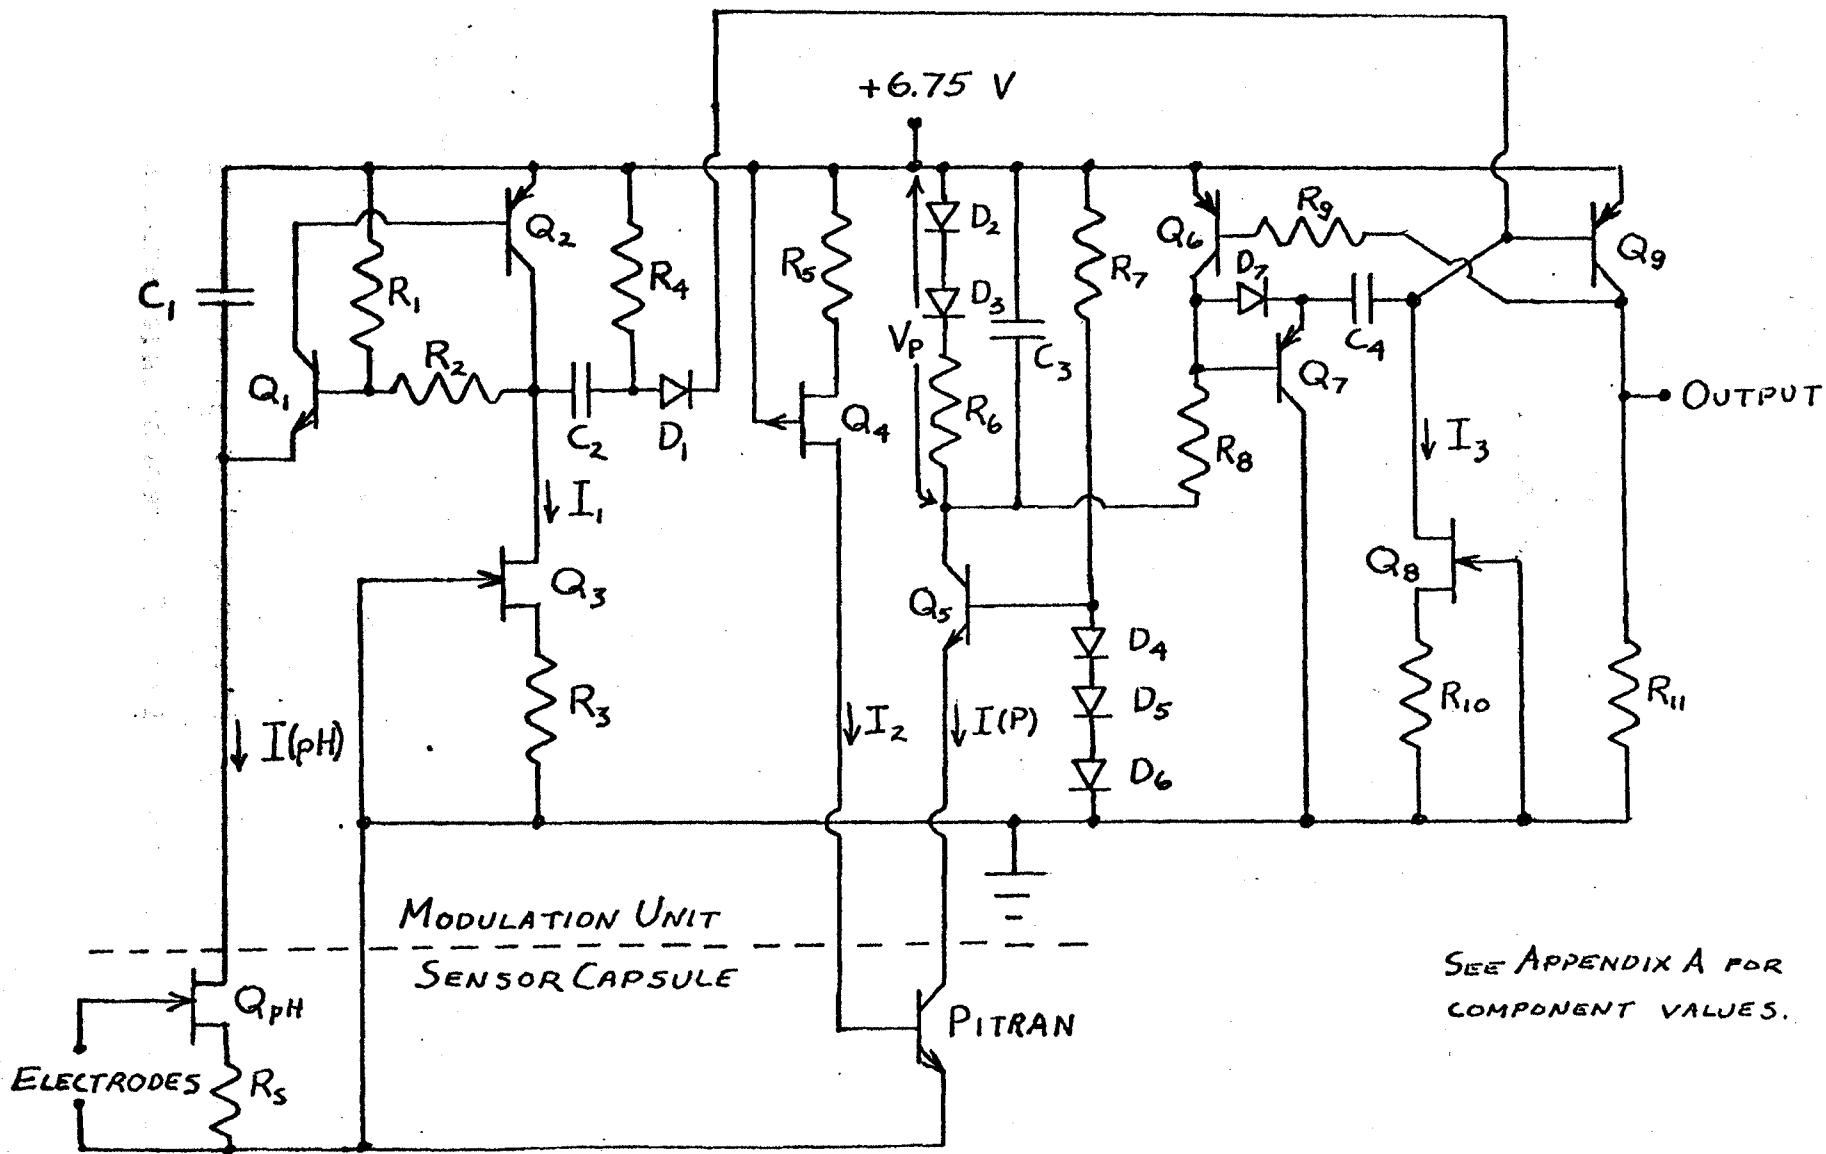 +6.75 V
C1
Q1
R1
R2
Q2
C2
R4
D1
I1
Q3
R3
R5
Q4
I2
VP
D2
D3
R6
C3
R7
Q5
I(P)
D4
D5
D6
Q6
R9
D7
Q7
C4
R8
Q9
OUTPUT
I3
Q8
R10
R11
I(pH)
MODULATION UNIT
SENSOR CAPSULE
QpH
ELECTRODES
RS
PITRAN
SEE APPENDIX A FOR
COMPONENT VALUES.